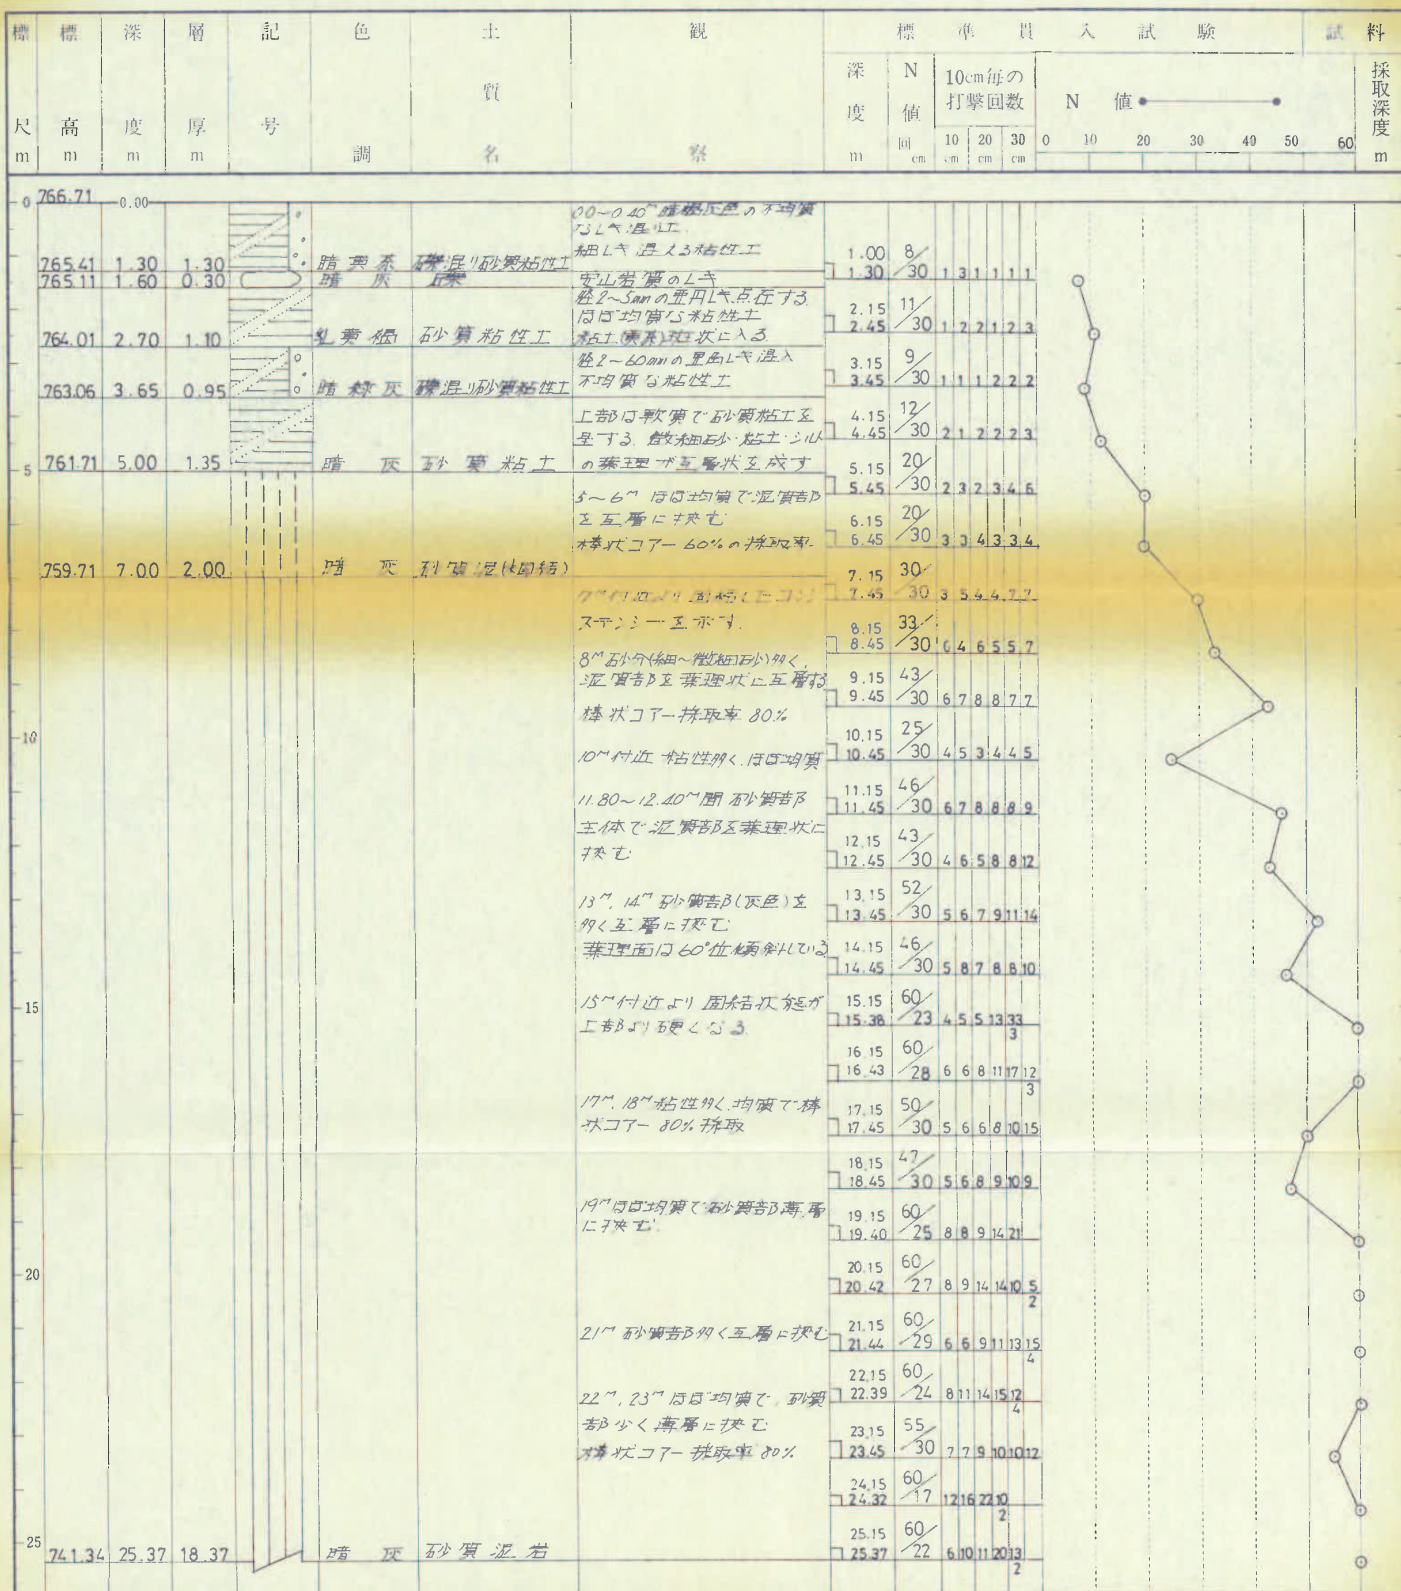 標尺 m
標高 m
深度 m
層厚 m
記号
色調
土質名
観察
標準貫入試験
深度 m
N値 回 cm
10cm毎の打撃回数
10 cm 20 cm 30 cm
N 値
0 10 20 30 40 50 60
試料
採取深度 m
0 766.71 0.00
00~0.40m 暗褐灰色の不均質
なレキ混り土
細レキ混える粘性土
765.41 1.30 1.30 暗黄系 礫混り砂質粘性土
1.00 8/
1.30 30 1 3 1 1 1 1
765.11 1.60 0.30 暗灰 礫
安山岩質のレキ
径2~5mmの亜円レキ点在する
ほぼ均質な粘性土
粘土 斑状に入る
764.01 2.70 1.10 乳黄褐 砂質粘性土
2.15 11/
2.45 30 1 2 2 1 2 3
径2~60mmの亜角レキ混入
不均質な粘性土
763.06 3.65 0.95 暗緑灰 礫混り砂質粘性土
3.15 9/
3.45 30 1 1 1 2 2 2
上部は軟質で砂質粘土を
呈する 微細砂・粘土・シルト
の葉理が互層状を成す
4.15 12/
4.45 30 2 1 2 2 2 3
5 761.71 5.00 1.35 暗灰 砂質粘土
5.15 20/
5.45 30 2 3 2 3 4 6
5~6m ほぼ均質で泥質部
を互層に挟む
棒状コアー60%の採取率
6.15 20/
6.45 30 3 3 4 3 3 4
759.71 7.00 2.00 暗灰 砂質泥(固結)
7m付近より固結したコン
ステンシーを示す
7.15 30/
7.45 30 3 5 4 4 7 7
8.15 33/
8.45 30 6 4 6 5 5 7
8m 砂分(細~微細砂)多く
泥質部を葉理状に互層する
棒状コアー採取率 80%
9.15 43/
9.45 30 6 7 8 8 7 7
10
10m付近 粘性多く、ほぼ均質
10.15 25/
10.45 30 4 5 3 4 4 5
11.80~12.40m間 砂質部
主体で泥質部を葉理状に
挟む
11.15 46/
11.45 30 6 7 8 8 8 9
12.15 43/
12.45 30 4 6 5 8 8 12
13m, 14m 砂質部(灰色)を
多く互層に挟む
葉理面は60°位傾斜している
13.15 52/
13.45 30 5 6 7 9 11 14
14.15 46/
14.45 30 5 8 7 8 8 10
15
15m付近より固結状態が
上部より硬くなる
15.15 60/
15.38 23 4 5 5 13 33
3
16.15 60/
16.43 28 6 6 8 11 17 12
3
17m, 18m 粘性多く、均質で棒
状コアー80%採取
17.15 50/
17.45 30 5 6 6 8 10 15
18.15 47/
18.45 30 5 6 8 9 10 9
19mほぼ均質で砂質部薄層
に挟む
19.15 60/
19.40 25 8 8 9 14 21
20
20.15 60/
20.42 27 8 9 14 14 10 5
2
21m 砂質部多く互層に挟む
21.15 60/
21.44 29 6 6 9 11 13 15
4
22m, 23m ほぼ均質で、砂質
部少く薄層に挟む
棒状コアー採取率 80%
22.15 60/
22.39 24 8 11 14 15 12
4
23.15 55/
23.45 30 7 7 9 10 10 12
24.15 60/
24.32 17 12 16 22 10
2
25 741.34 25.37 18.37 暗灰 砂質泥岩
25.15 60/
25.37 22 6 10 11 20 13
2